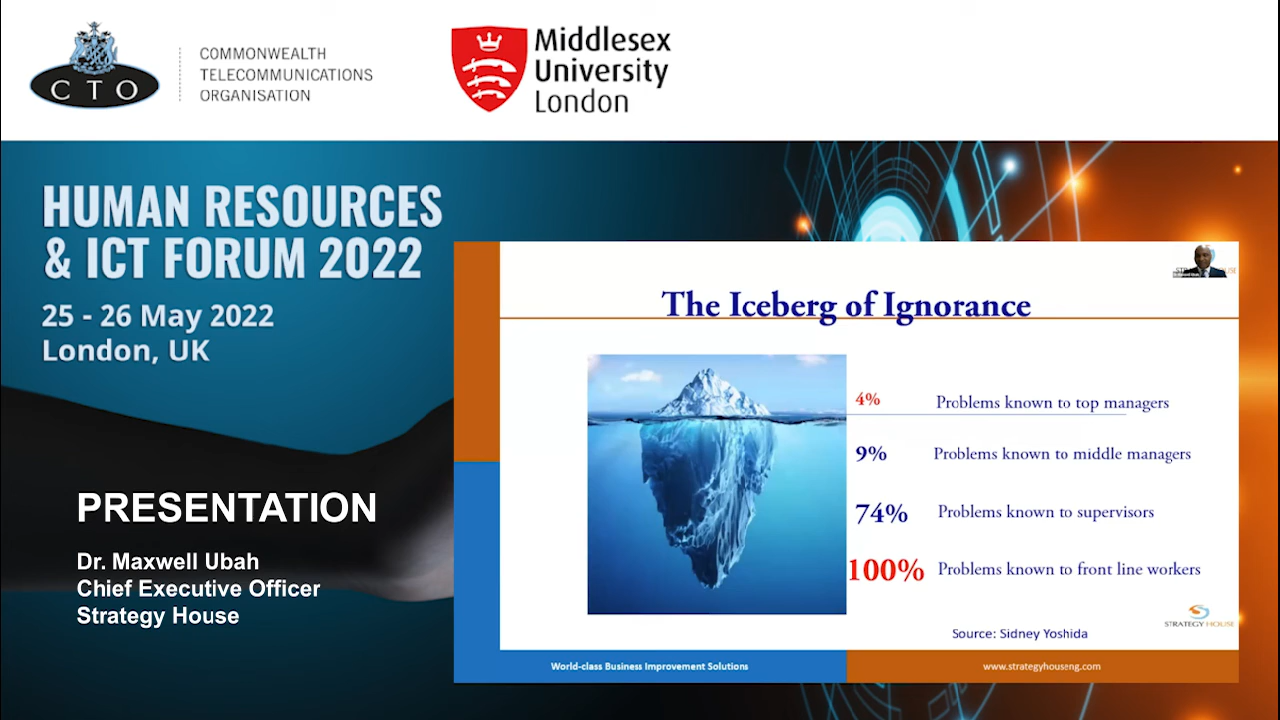 CTO
COMMONWEALTH
TELECOMMUNICATIONS
ORGANISATION
Middlesex
University
London
HUMAN RESOURCES
& ICT FORUM 2022
25 - 26 May 2022
London, UK
PRESENTATION
Dr. Maxwell Ubah
Chief Executive Officer
Strategy House
The Iceberg of Ignorance
4% Problems known to top managers
9% Problems known to middle managers
74% Problems known to supervisors
100% Problems known to front line workers
STRATEGY HOUSE
Source: Sidney Yoshida
World-class Business Improvement Solutions
www.strategyhouseng.com